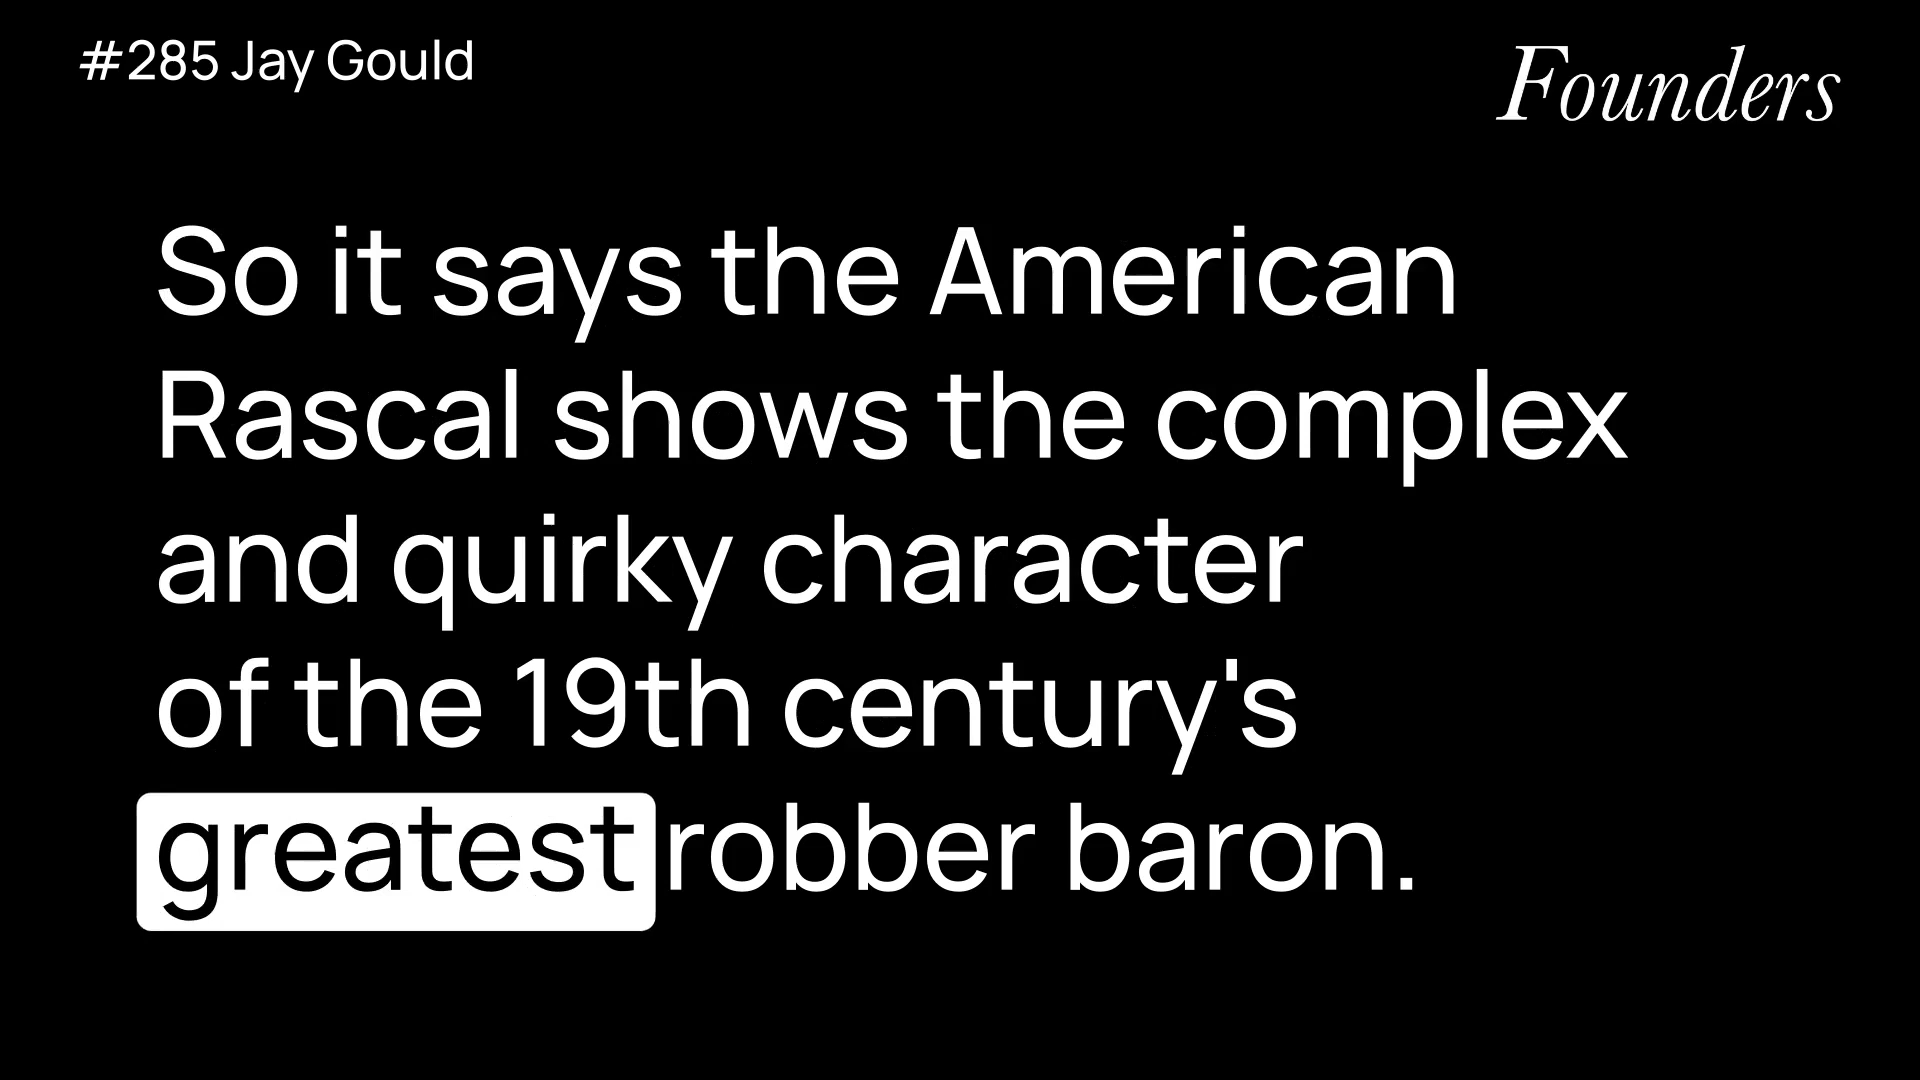 #285 Jay Gould
Founders
So it says the American
Rascal shows the complex
and quirky character
of the 19th century's
greatest robber baron.